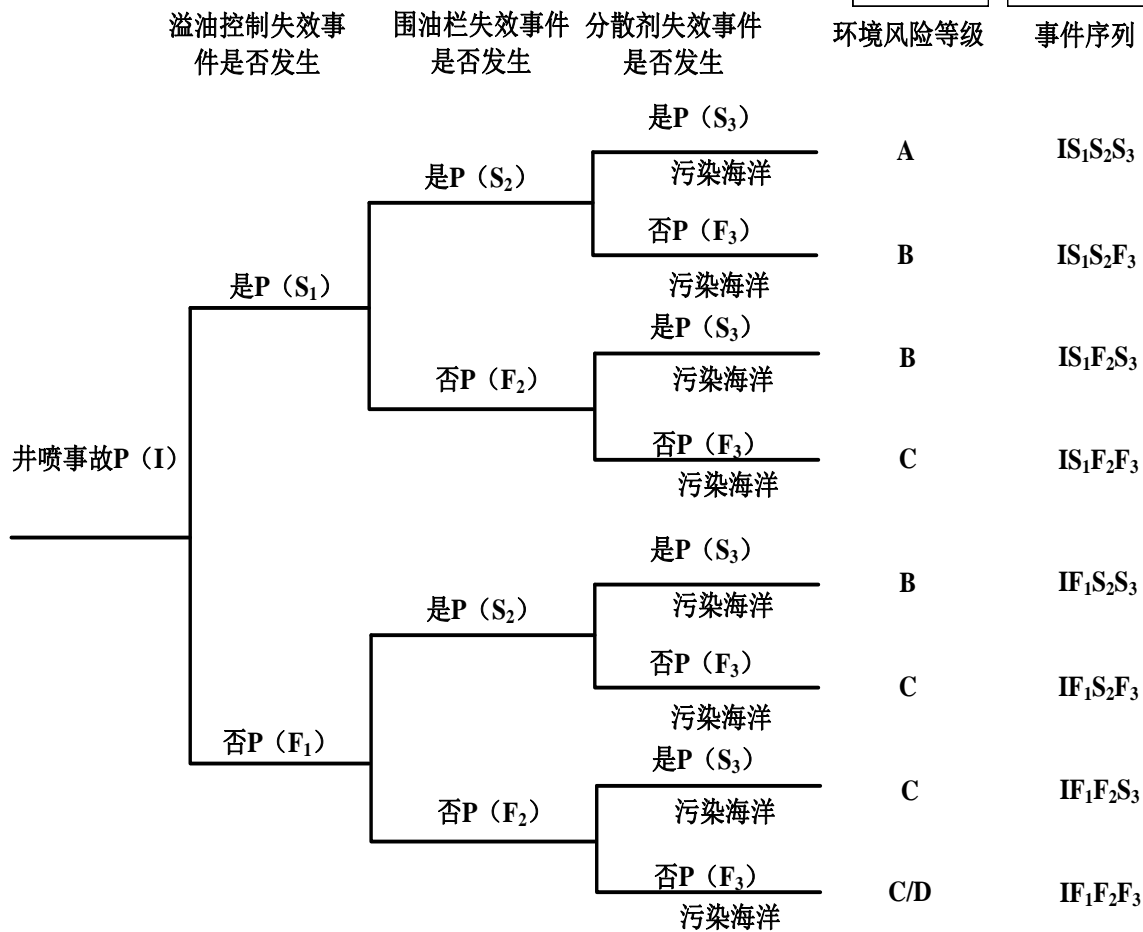 溢油控制失效事
件是否发生
围油栏失效事件
是否发生
分散剂失效事件
是否发生
环境风险等级
事件序列
是P（S₃）
污染海洋
A
IS₁S₂S₃
是P（S₂）
否P（F₃）
污染海洋
B
IS₁S₂F₃
是P（S₁）
是P（S₃）
污染海洋
B
IS₁F₂S₃
否P（F₂）
否P（F₃）
污染海洋
C
IS₁F₂F₃
井喷事故P（I）
是P（S₃）
污染海洋
B
IF₁S₂S₃
是P（S₂）
否P（F₃）
污染海洋
C
IF₁S₂F₃
否P（F₁）
是P（S₃）
污染海洋
C
IF₁F₂S₃
否P（F₂）
否P（F₃）
污染海洋
C/D
IF₁F₂F₃